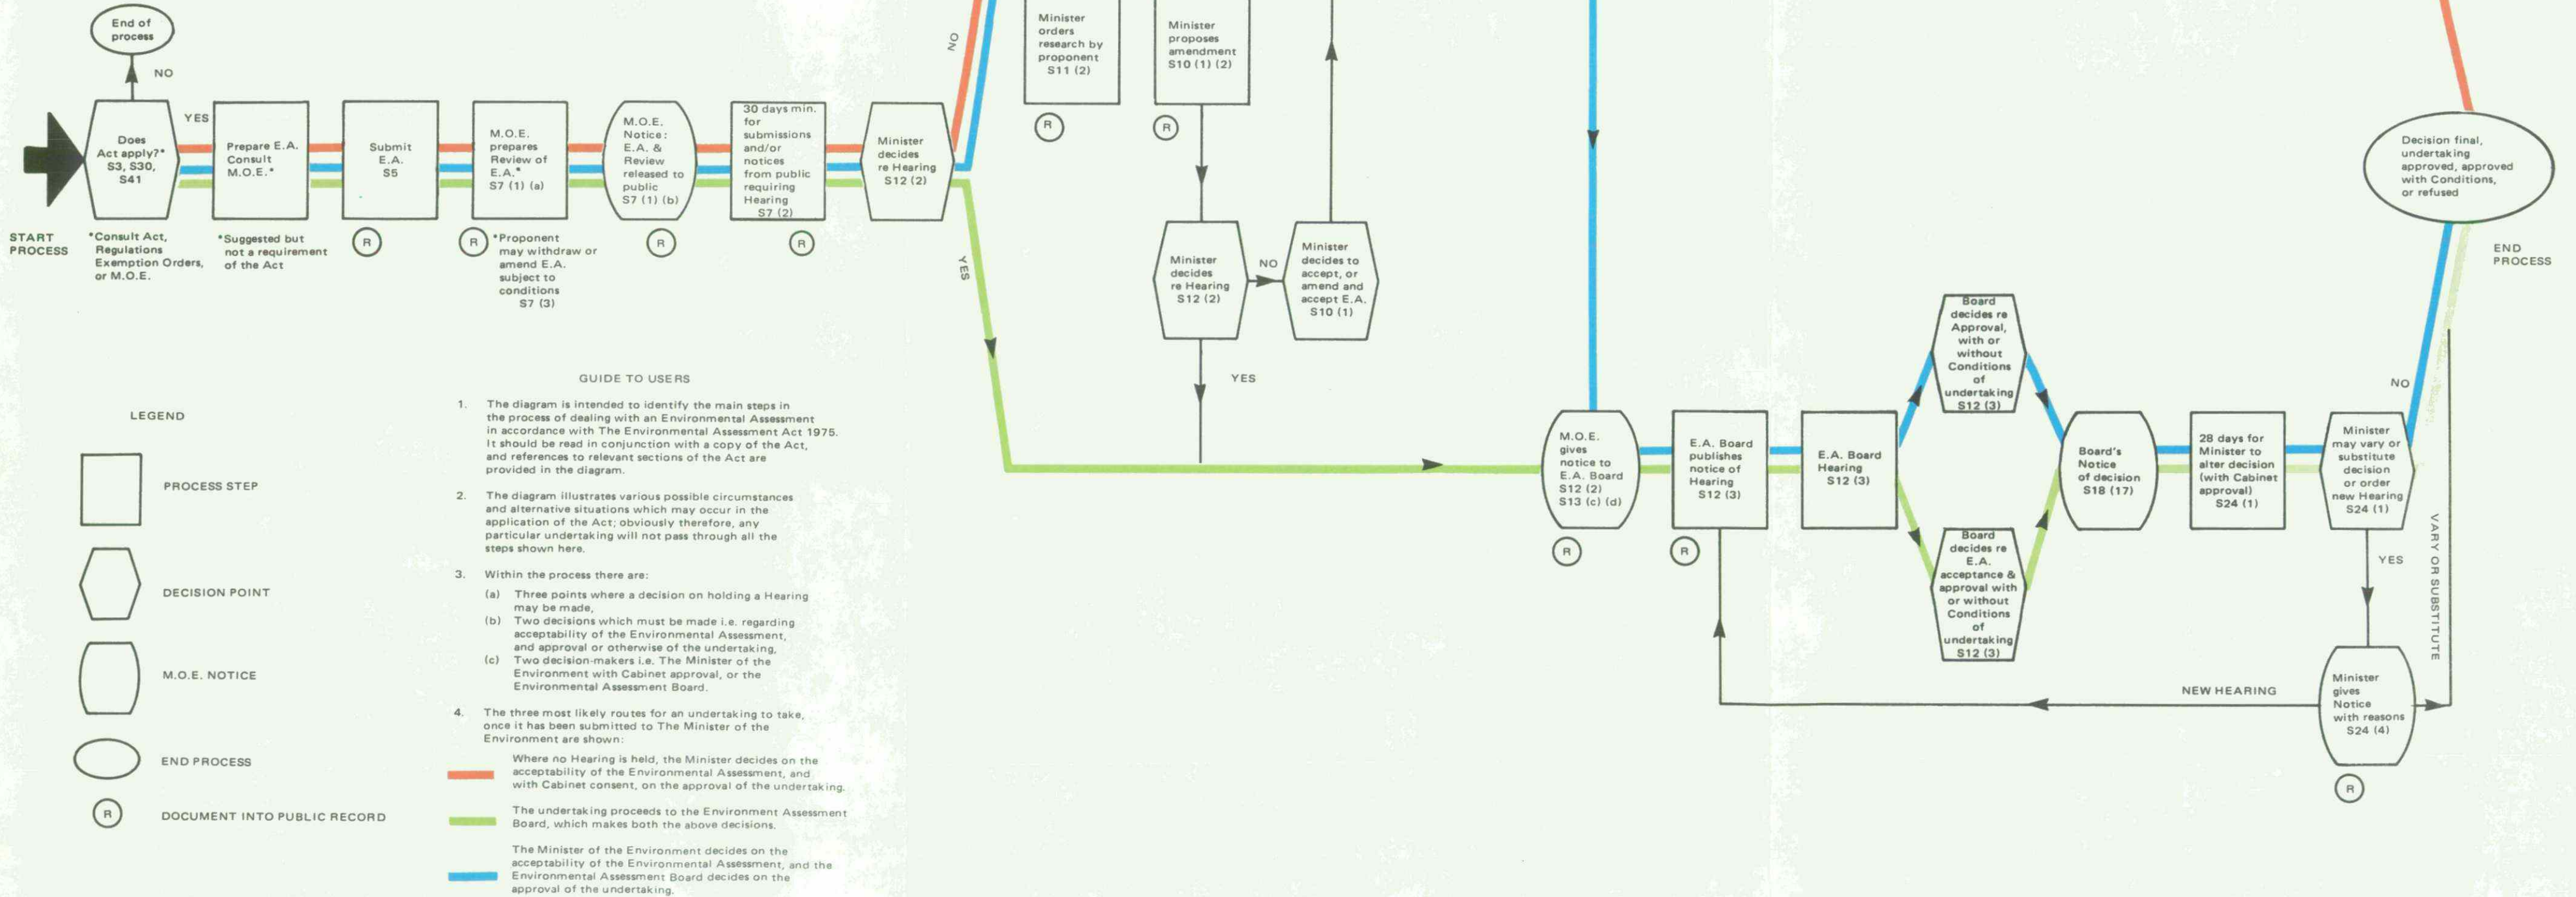 End of
process
NO
YES
Does
Act apply?*
S3, S30,
S41
START
PROCESS
*Consult Act,
Regulations
Exemption Orders,
or M.O.E.
Prepare E.A.
Consult
M.O.E.*
*Suggested but
not a requirement
of the Act
Submit
E.A.
S5
R
M.O.E.
prepares
Review of
E.A.*
S7 (1) (a)
R
*Proponent
may withdraw or
amend E.A.
subject to
conditions
S7 (3)
M.O.E.
Notice:
E.A. &
Review
released to
public
S7 (1) (b)
R
30 days min.
for
submissions
and/or
notices
from public
requiring
Hearing
S7 (2)
R
Minister
decides
re Hearing
S12 (2)
NO
YES
Minister
orders
research by
proponent
S11 (2)
R
Minister
proposes
amendment
S10 (1) (2)
R
Minister
decides
re Hearing
S12 (2)
NO
Minister
decides to
accept, or
amend and
accept E.A.
S10 (1)
YES
M.O.E.
gives
notice to
E.A. Board
S12 (2)
S13 (c) (d)
R
E.A. Board
publishes
notice of
Hearing
S12 (3)
R
E.A. Board
Hearing
S12 (3)
Board
decides re
Approval,
with or
without
Conditions
of
undertaking
S12 (3)
Board
decides re
E.A.
acceptance &
approval with
or without
Conditions
of
undertaking
S12 (3)
Board's
Notice
of decision
S18 (17)
28 days for
Minister to
alter decision
(with Cabinet
approval)
S24 (1)
Minister
may vary or
substitute
decision
or order
new Hearing
S24 (1)
NO
YES
VARY OR SUBSTITUTE
Minister
gives
Notice
with reasons
S24 (4)
R
NEW HEARING
Decision final,
undertaking
approved, approved
with Conditions,
or refused
END
PROCESS
LEGEND
PROCESS STEP
DECISION POINT
M.O.E. NOTICE
END PROCESS
R
DOCUMENT INTO PUBLIC RECORD
GUIDE TO USERS
1. The diagram is intended to identify the main steps in
the process of dealing with an Environmental Assessment
in accordance with The Environmental Assessment Act 1975.
It should be read in conjunction with a copy of the Act,
and references to relevant sections of the Act are
provided in the diagram.
2. The diagram illustrates various possible circumstances
and alternative situations which may occur in the
application of the Act; obviously therefore, any
particular undertaking will not pass through all the
steps shown here.
3. Within the process there are:
(a) Three points where a decision on holding a Hearing
may be made,
(b) Two decisions which must be made i.e. regarding
acceptability of the Environmental Assessment,
and approval or otherwise of the undertaking,
(c) Two decision-makers i.e. The Minister of the
Environment with Cabinet approval, or the
Environmental Assessment Board.
4. The three most likely routes for an undertaking to take,
once it has been submitted to The Minister of the
Environment are shown:
Where no Hearing is held, the Minister decides on the
acceptability of the Environmental Assessment, and
with Cabinet consent, on the approval of the undertaking.
The undertaking proceeds to the Environment Assessment
Board, which makes both the above decisions.
The Minister of the Environment decides on the
acceptability of the Environmental Assessment, and the
Environmental Assessment Board decides on the
approval of the undertaking.